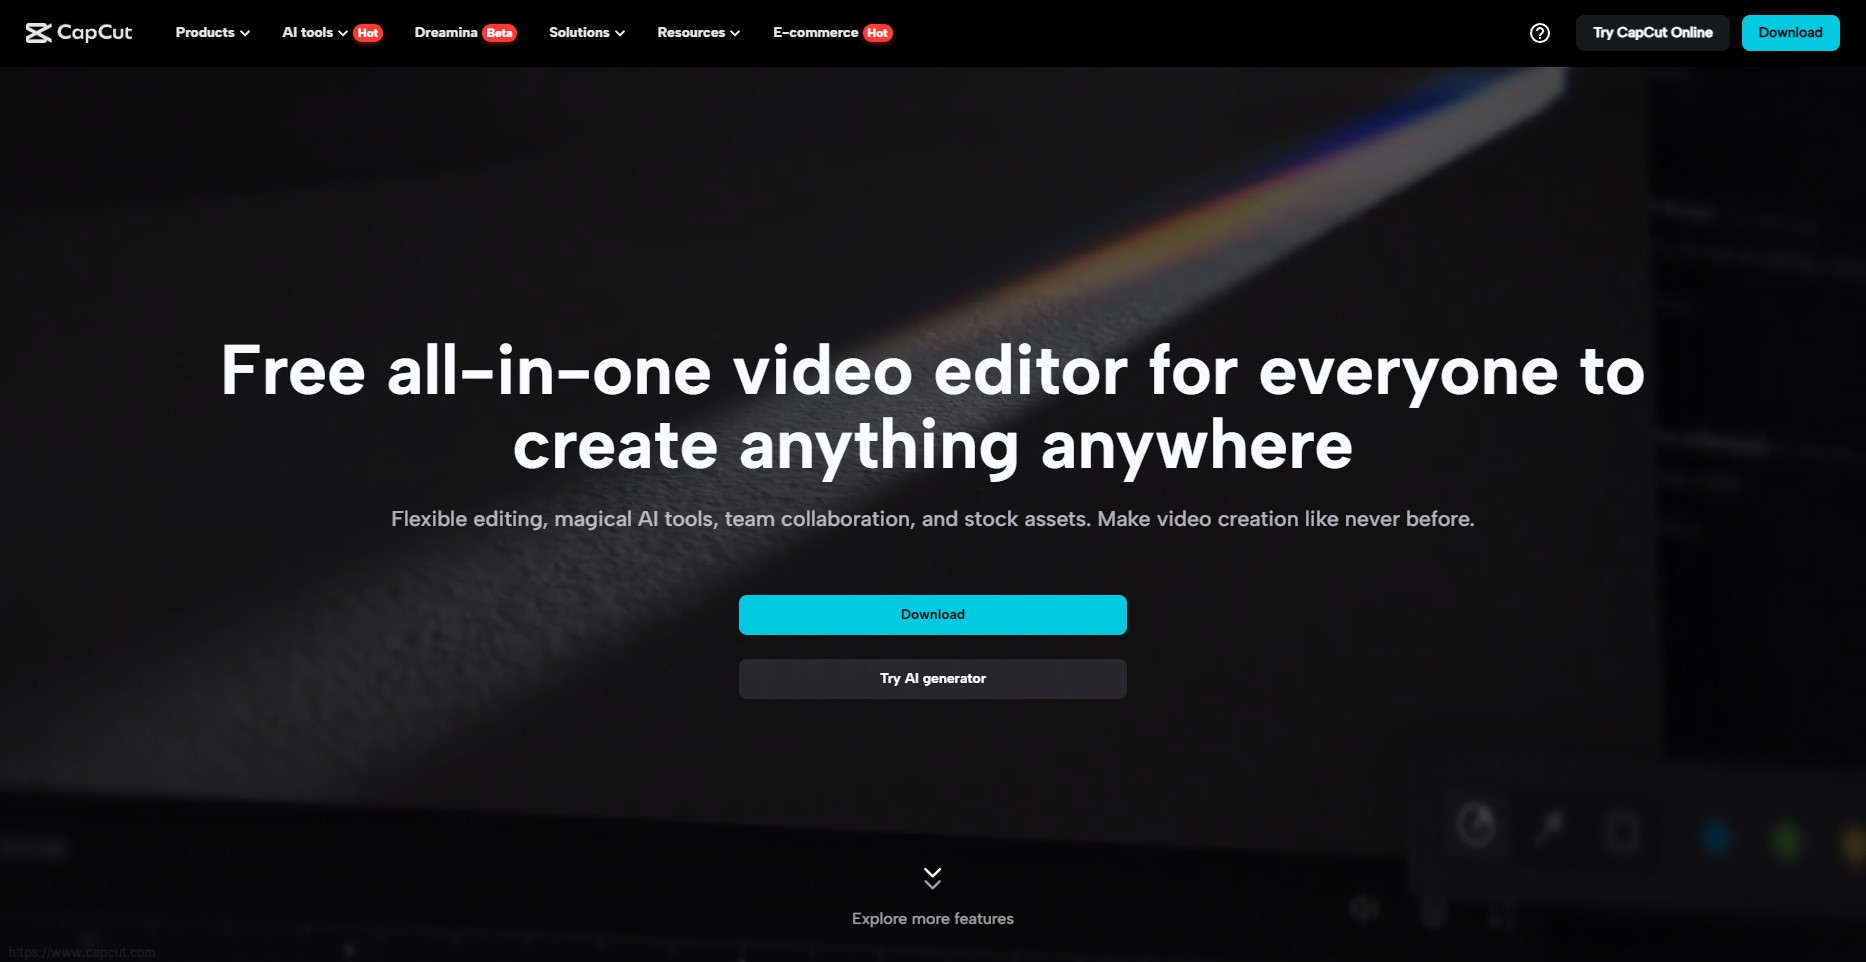 CapCut
Products
AI tools Hot
Dreamina Beta
Solutions
Resources
E-commerce Hot
Try CapCut Online
Download
Free all-in-one video editor for everyone to
create anything anywhere
Flexible editing, magical AI tools, team collaboration, and stock assets. Make video creation like never before.
Download
Try AI generator
Explore more features
https://www.capcut.com